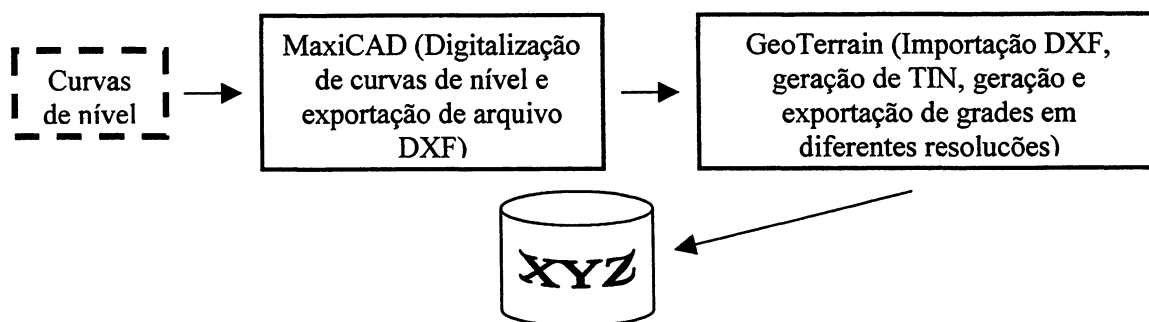 Curvas
de nível
MaxiCAD (Digitalização
de curvas de nível e
exportação de arquivo
DXF)
GeoTerrain (Importação DXF,
geração de TIN, geração e
exportação de grades em
diferentes resoluções)
XYZ